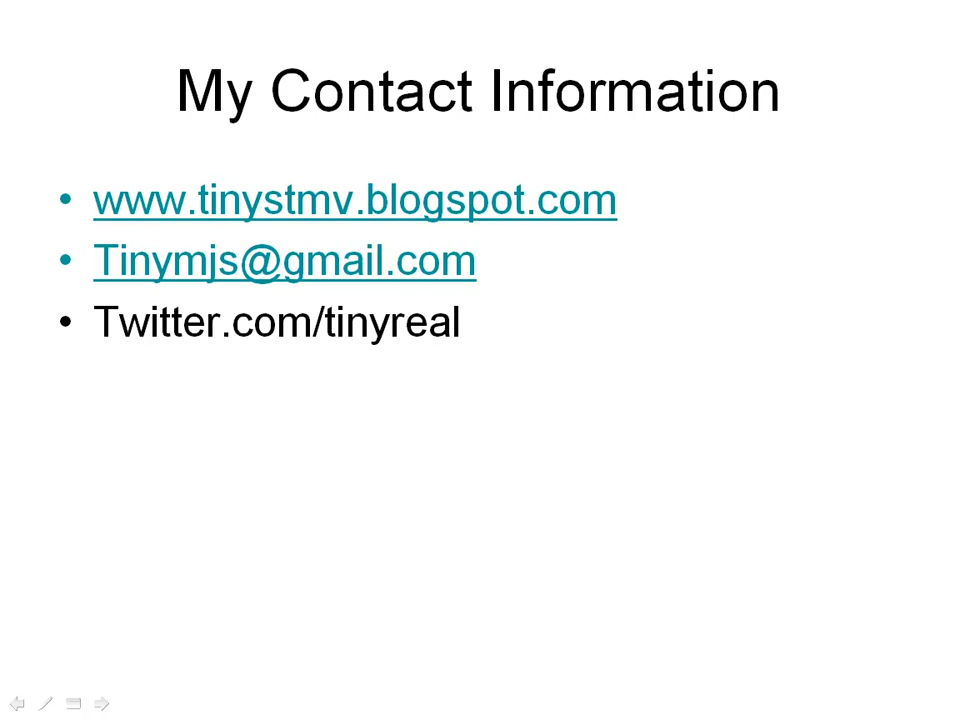 My Contact Information
• www.tinystmv.blogspot.com
• Tinymjs@gmail.com
• Twitter.com/tinyreal